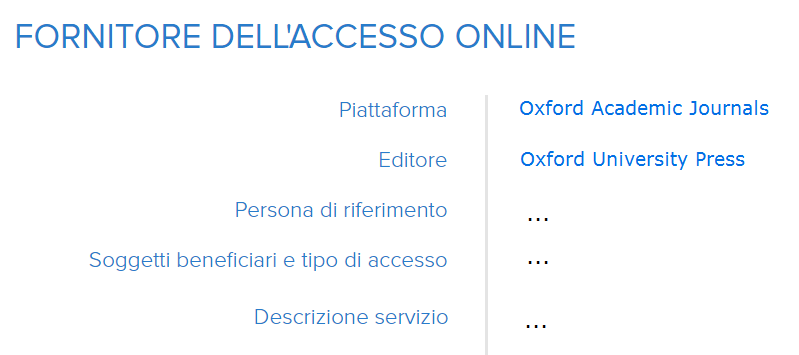 FORNITORE DELL'ACCESSO ONLINE
Piattaforma Oxford Academic Journals
Editore Oxford University Press
Persona di riferimento ...
Soggetti beneficiari e tipo di accesso ...
Descrizione servizio ...